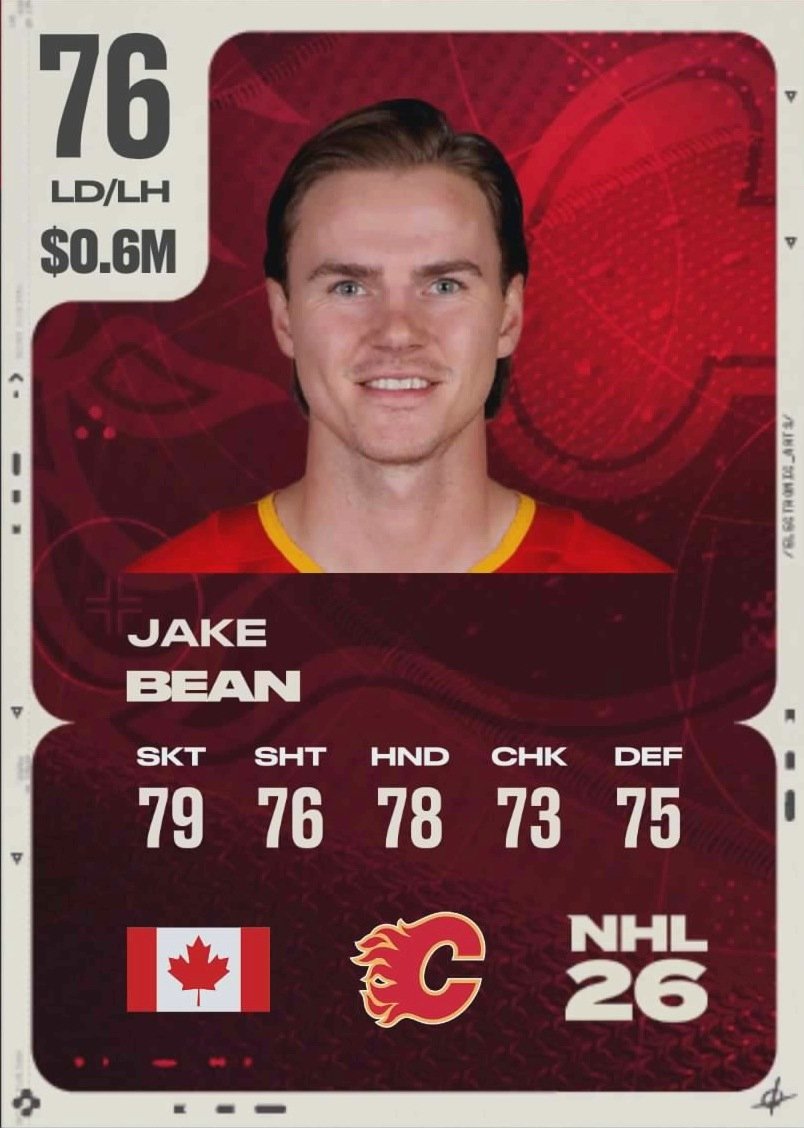 76
LD/LH
$0.6M
JAKE
BEAN
SKT SHT HND CHK DEF
79 76 78 73 75
C
NHL
26